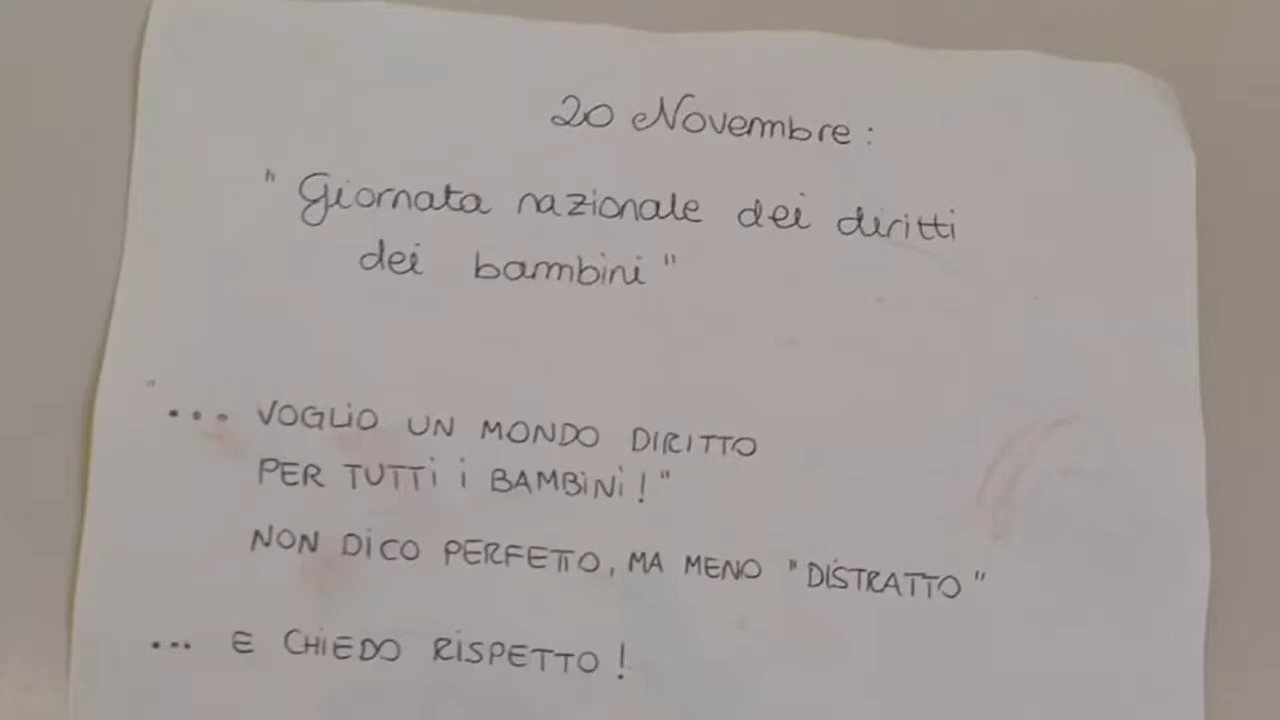 20 Novembre:
" Giornata nazionale dei diritti
dei bambini"
"... VOGLIO UN MONDO DIRITTO
PER TUTTI I BAMBINI!"
NON DICO PERFETTO, MA MENO "DISTRATTO"
... E CHIEDO RISPETTO!